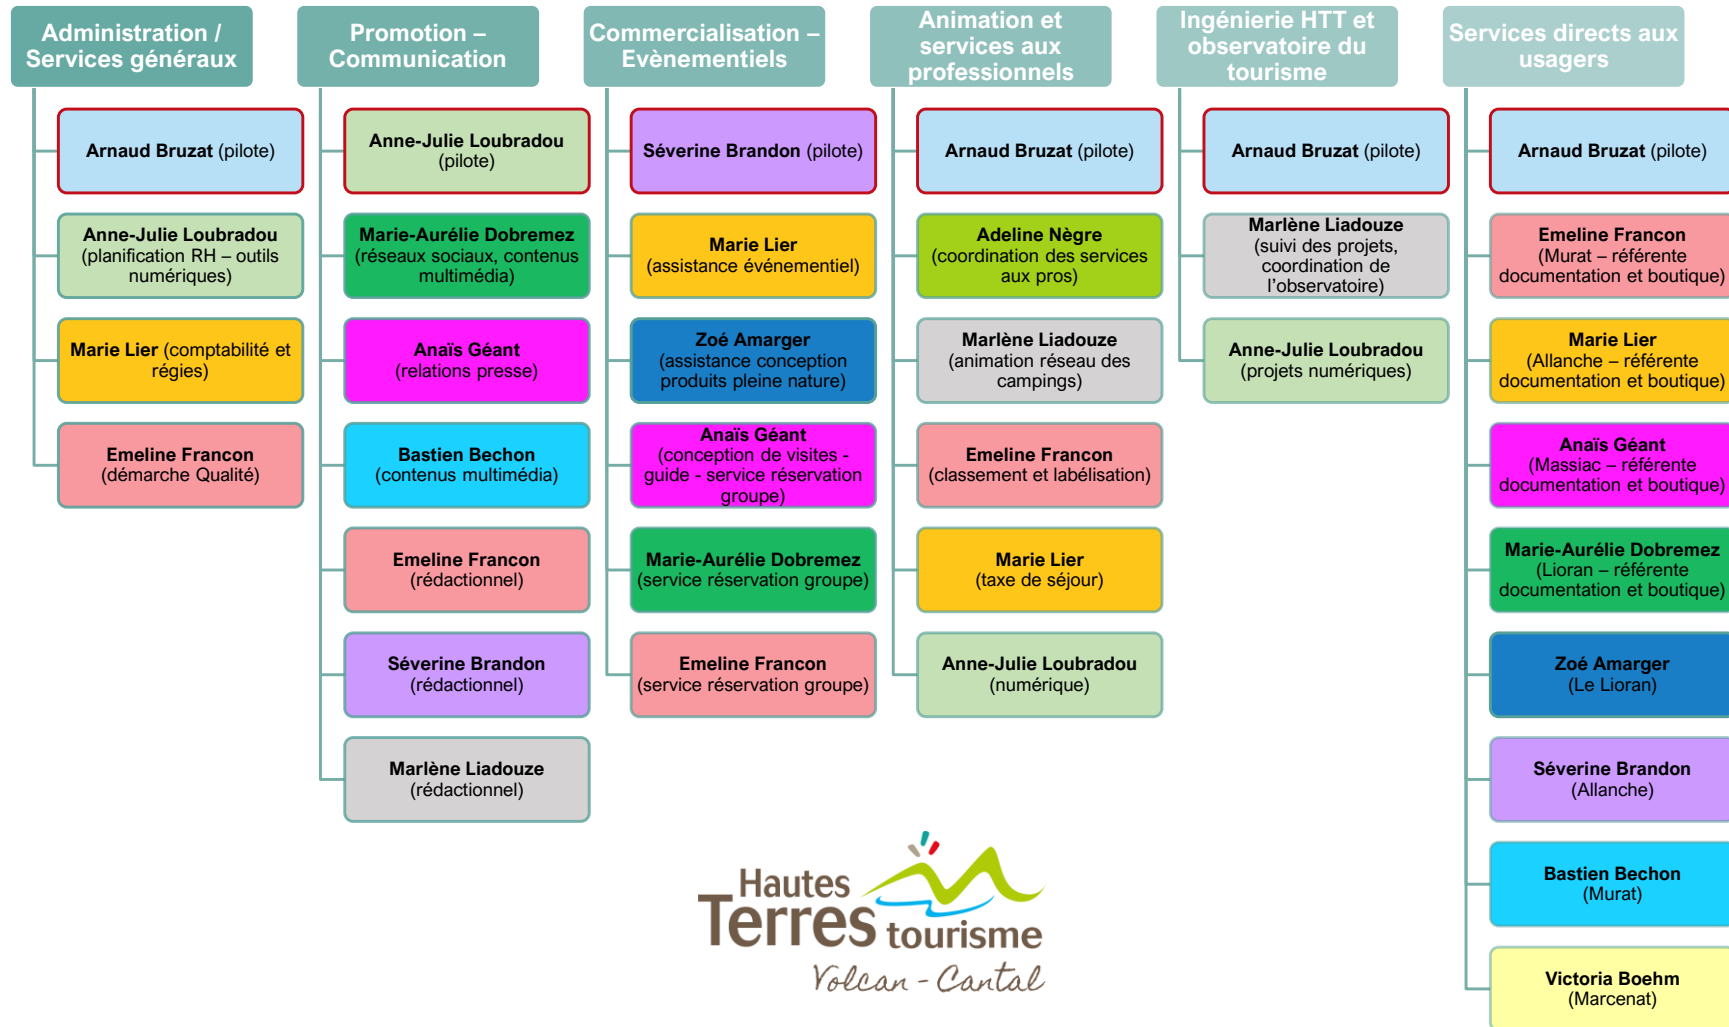 Administration /
Services généraux
Arnaud Bruzat (pilote)
Anne-Julie Loubradou
(planification RH – outils
numériques)
Marie Lier (comptabilité et
régies)
Emeline Francon
(démarche Qualité)
Promotion –
Communication
Anne-Julie Loubradou
(pilote)
Marie-Aurélie Dobremez
(réseaux sociaux, contenus
multimédia)
Anaïs Géant
(relations presse)
Bastien Bechon
(contenus multimédia)
Emeline Francon
(rédactionnel)
Séverine Brandon
(rédactionnel)
Marlène Liadouze
(rédactionnel)
Commercialisation –
Evènementiels
Séverine Brandon (pilote)
Marie Lier
(assistance événementiel)
Zoé Amarger
(assistance conception
produits pleine nature)
Anaïs Géant
(conception de visites -
guide - service réservation
groupe)
Marie-Aurélie Dobremez
(service réservation groupe)
Emeline Francon
(service réservation groupe)
Animation et
services aux
professionnels
Arnaud Bruzat (pilote)
Adeline Nègre
(coordination des services
aux pros)
Marlène Liadouze
(animation réseau des
campings)
Emeline Francon
(classement et labélisation)
Marie Lier
(taxe de séjour)
Anne-Julie Loubradou
(numérique)
Ingénierie HTT et
observatoire du
tourisme
Arnaud Bruzat (pilote)
Marlène Liadouze
(suivi des projets,
coordination de
l'observatoire)
Anne-Julie Loubradou
(projets numériques)
Services directs aux
usagers
Arnaud Bruzat (pilote)
Emeline Francon
(Murat – référente
documentation et boutique)
Marie Lier
(Allanche – référente
documentation et boutique)
Anaïs Géant
(Massiac – référente
documentation et boutique)
Marie-Aurélie Dobremez
(Lioran – référente
documentation et boutique)
Zoé Amarger
(Le Lioran)
Séverine Brandon
(Allanche)
Bastien Bechon
(Murat)
Victoria Boehm
(Marcenat)
Hautes
Terres tourisme
Volcan - Cantal